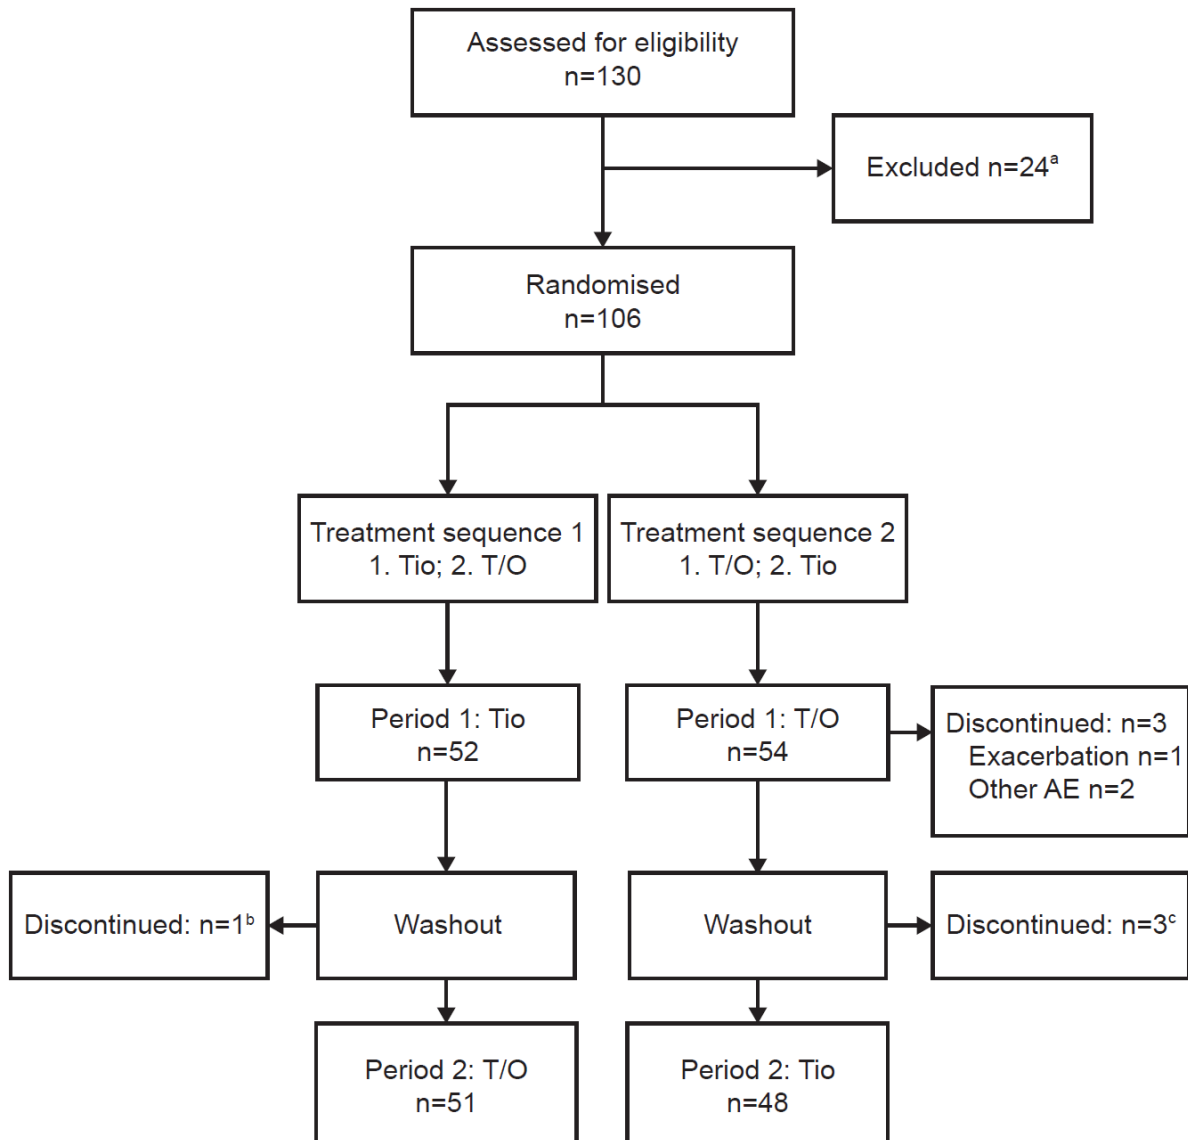 Assessed for eligibility
n=130
Excluded n=24a
Randomised
n=106
Treatment sequence 1
1. Tio; 2. T/O
Treatment sequence 2
1. T/O; 2. Tio
Period 1: Tio
n=52
Period 1: T/O
n=54
Discontinued: n=3
Exacerbation n=1
Other AE n=2
Discontinued: n=1b
Washout
Washout
Discontinued: n=3c
Period 2: T/O
n=51
Period 2: Tio
n=48